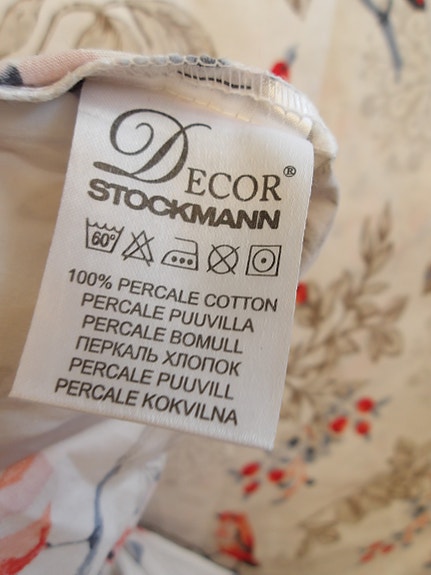 DECOR®
STOCKMANN
60°
100% PERCALE COTTON
PERCALE PUUVILLA
PERCALE BOMULL
ПЕРКАЛЬ ХЛОПОК
PERCALE PUUVILL
PERCALE KOKVILNA